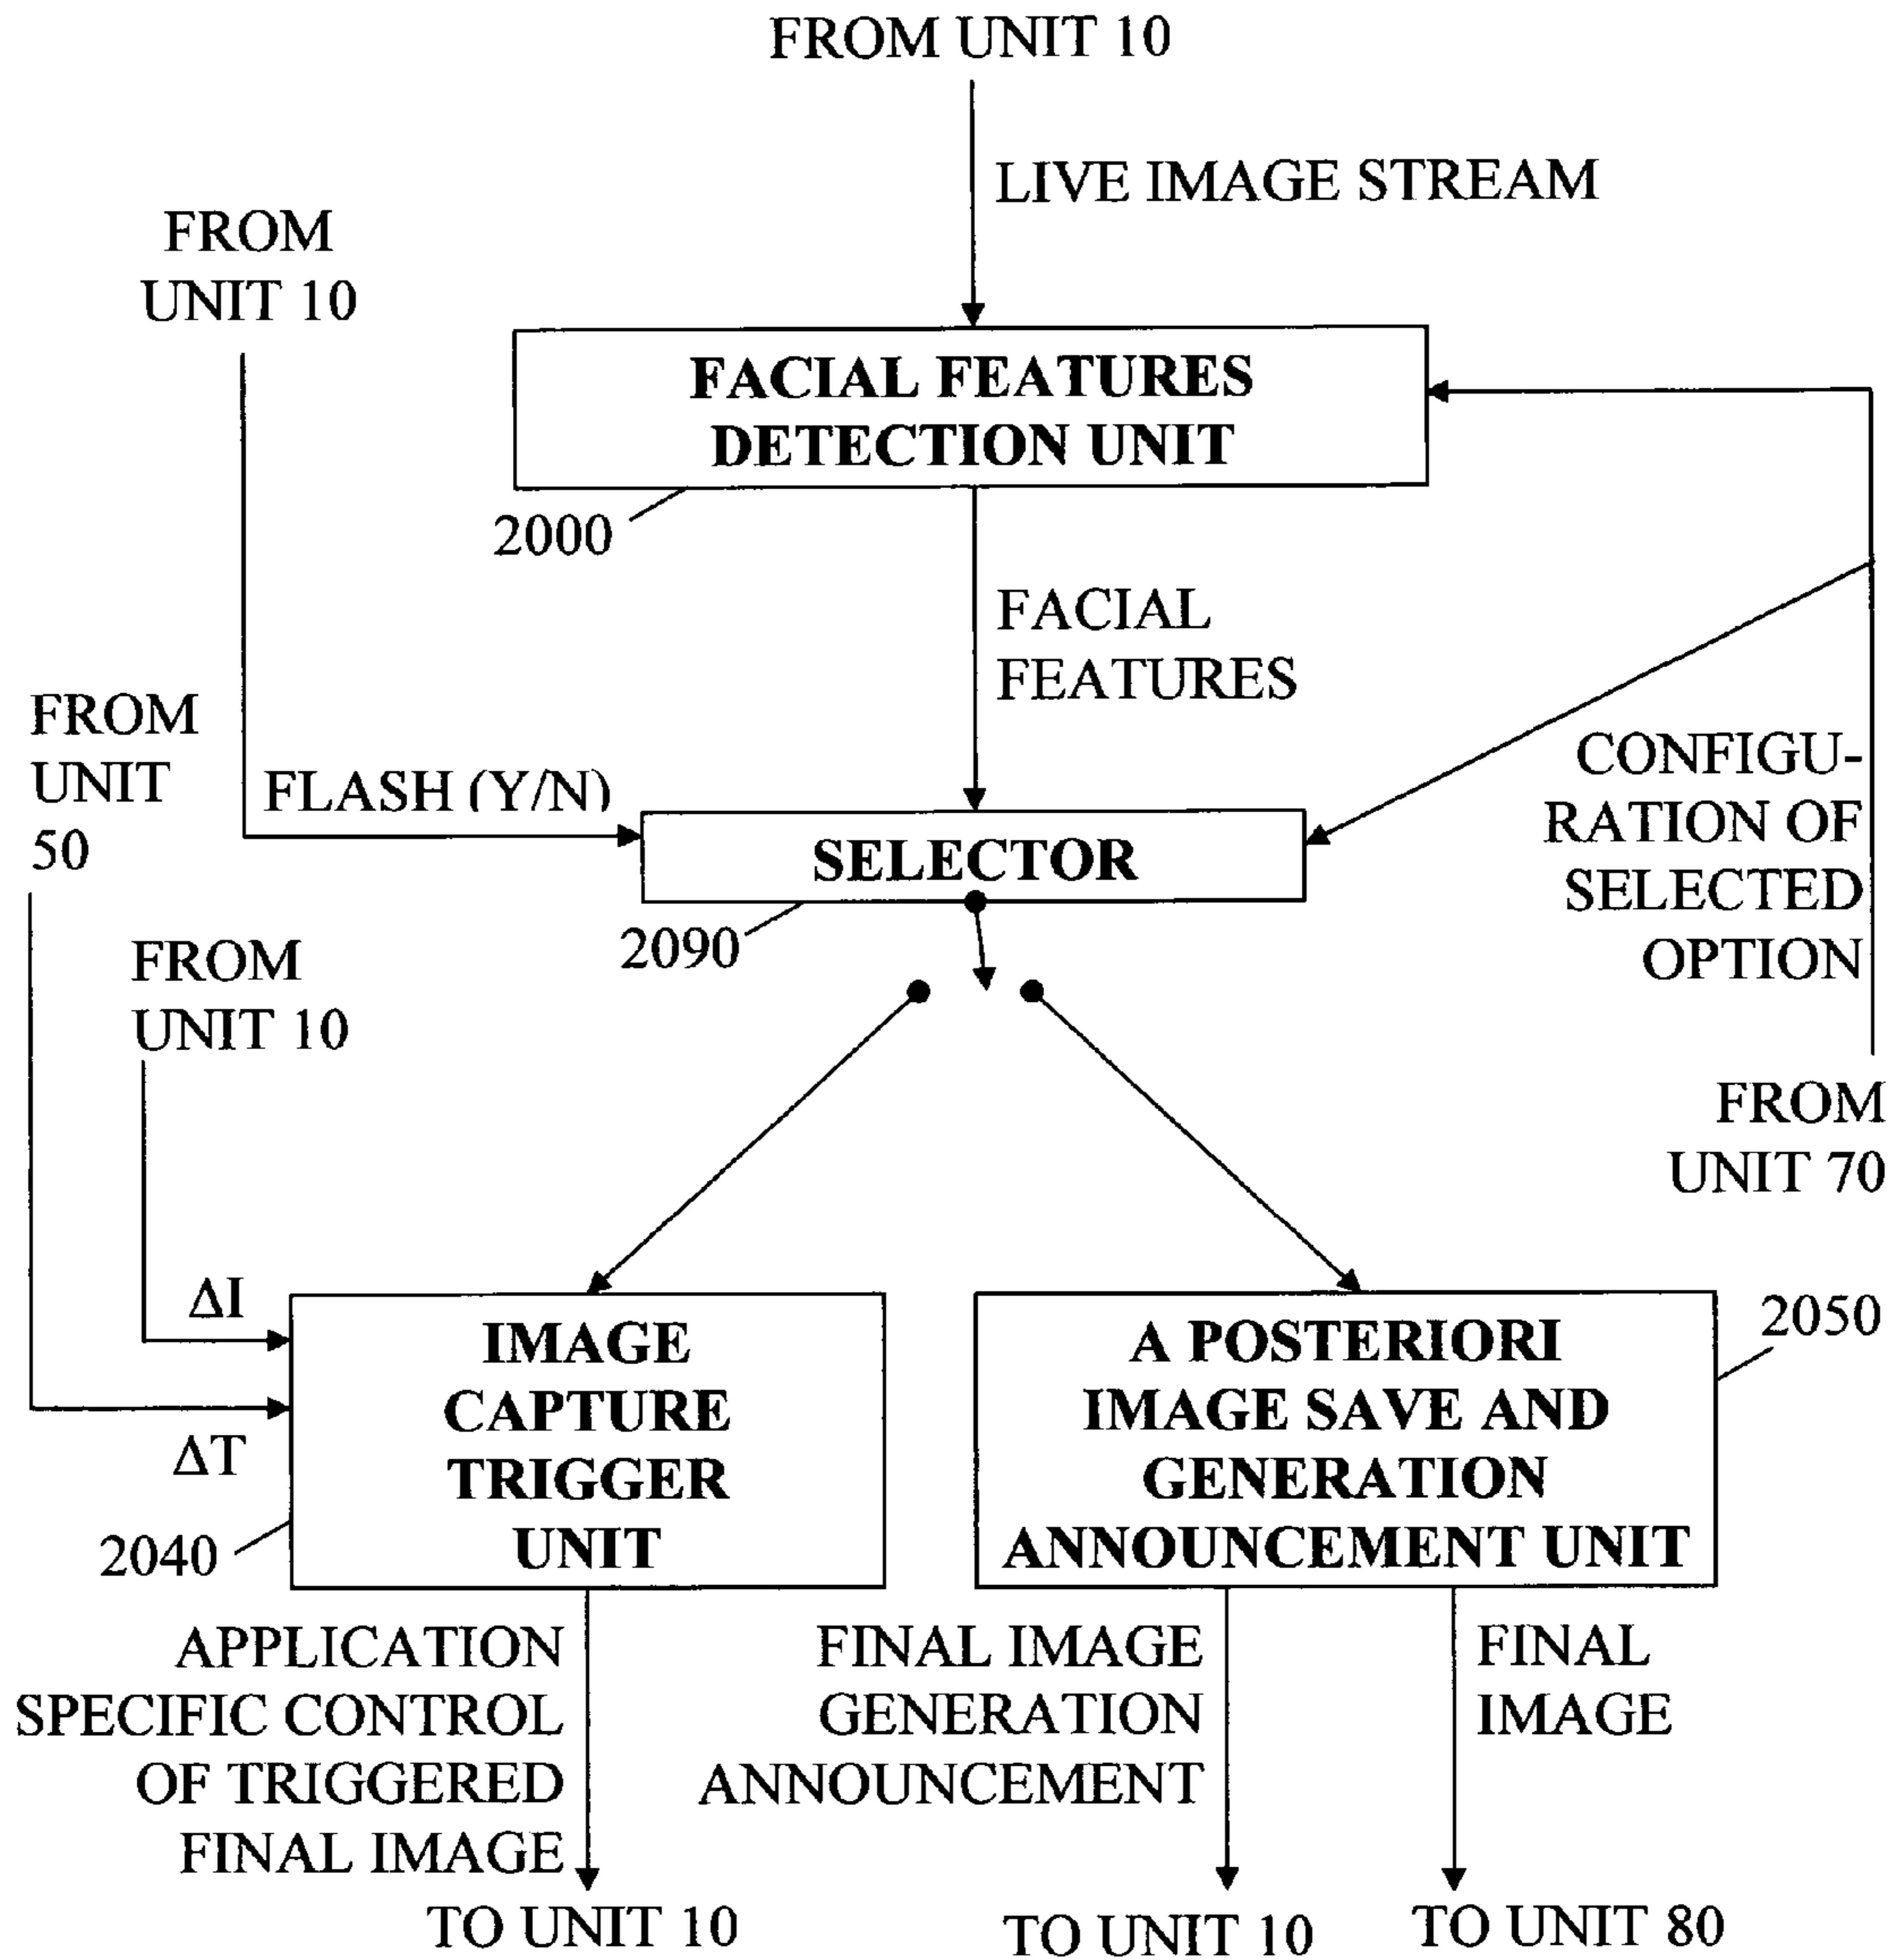 FROM UNIT 10
LIVE IMAGE STREAM
FROM
UNIT 10
FACIAL FEATURES
DETECTION UNIT
2000
FACIAL
FEATURES
FROM
UNIT
50
FLASH (Y/N)
CONFIGU-
RATION OF
SELECTED
OPTION
SELECTOR
2090
FROM
UNIT 10
FROM
UNIT 70
ΔI
ΔT
IMAGE
CAPTURE
TRIGGER
UNIT
2040
A POSTERIORI
IMAGE SAVE AND
GENERATION
ANNOUNCEMENT UNIT
2050
APPLICATION
SPECIFIC CONTROL
OF TRIGGERED
FINAL IMAGE
TO UNIT 10
FINAL IMAGE
GENERATION
ANNOUNCEMENT
TO UNIT 10
FINAL
IMAGE
TO UNIT 80